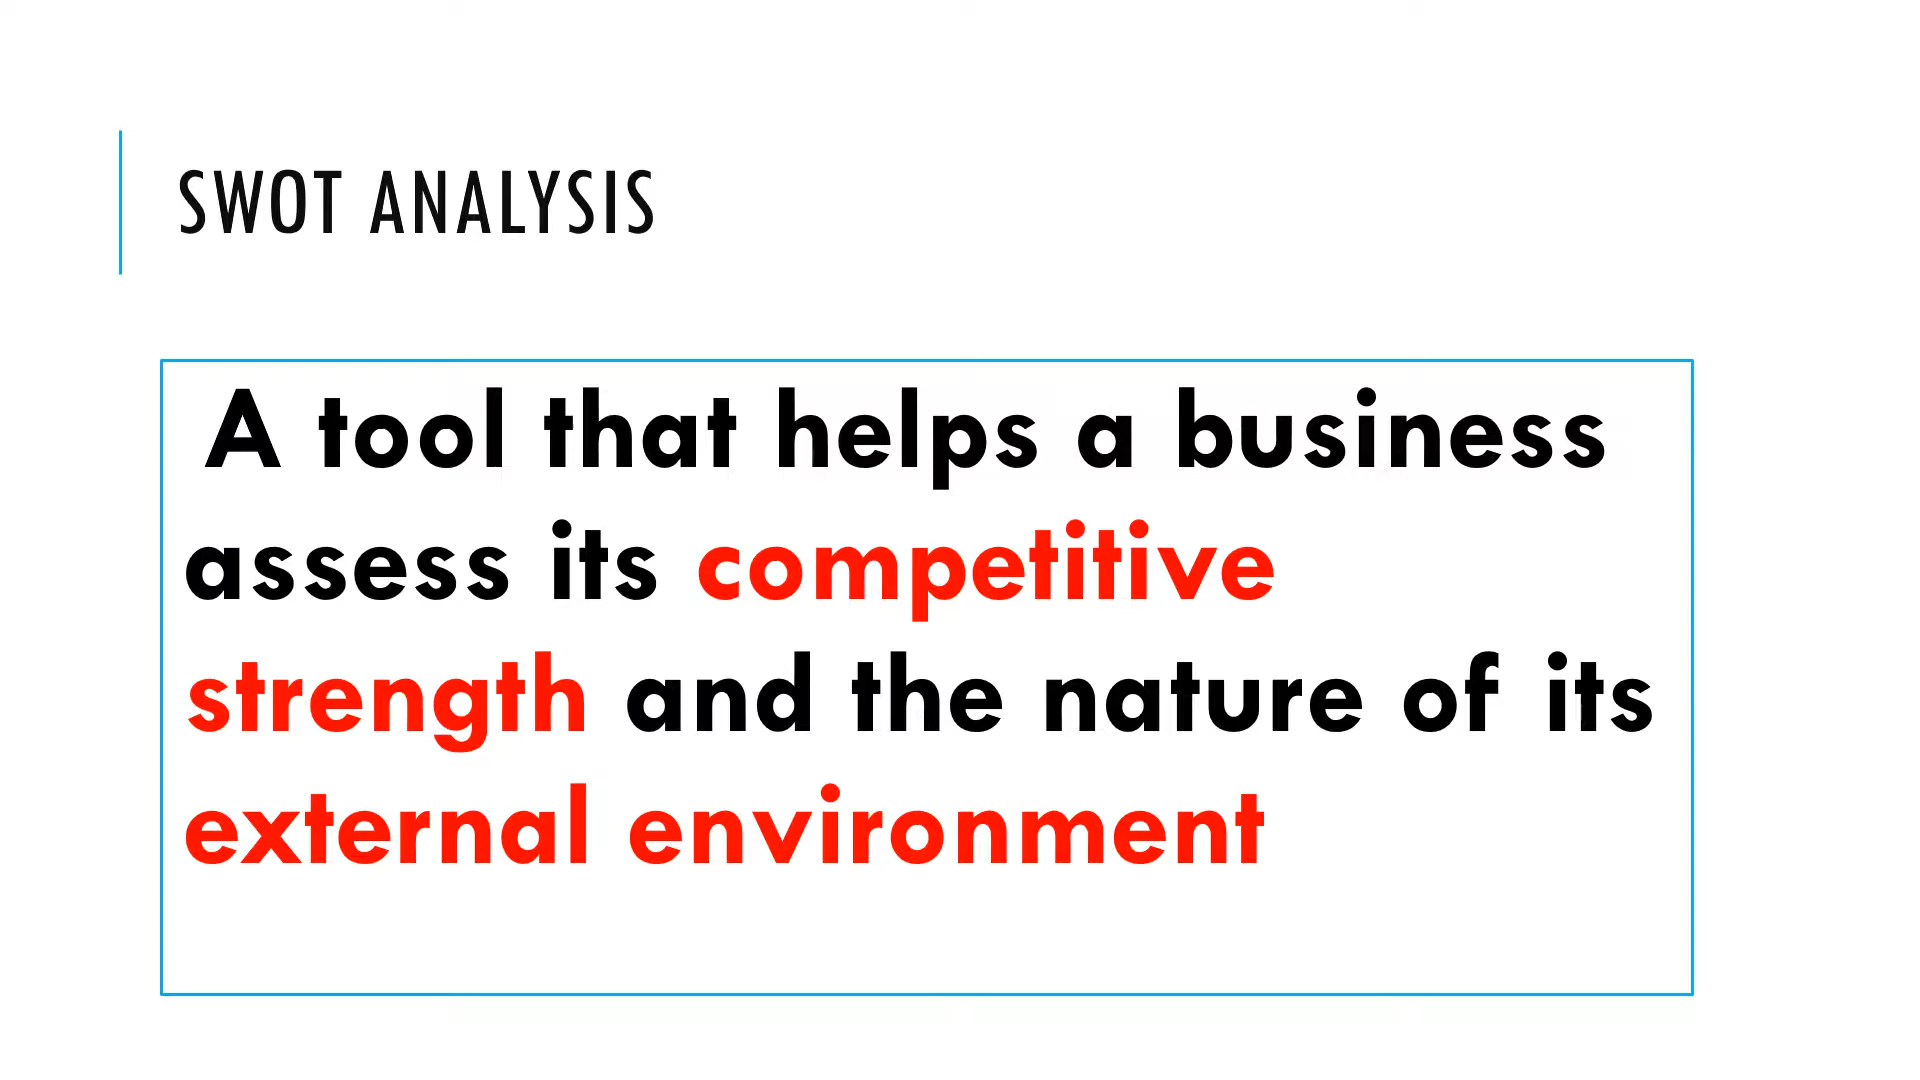 SWOT ANALYSIS
A tool that helps a business
assess its competitive
strength and the nature of its
external environment